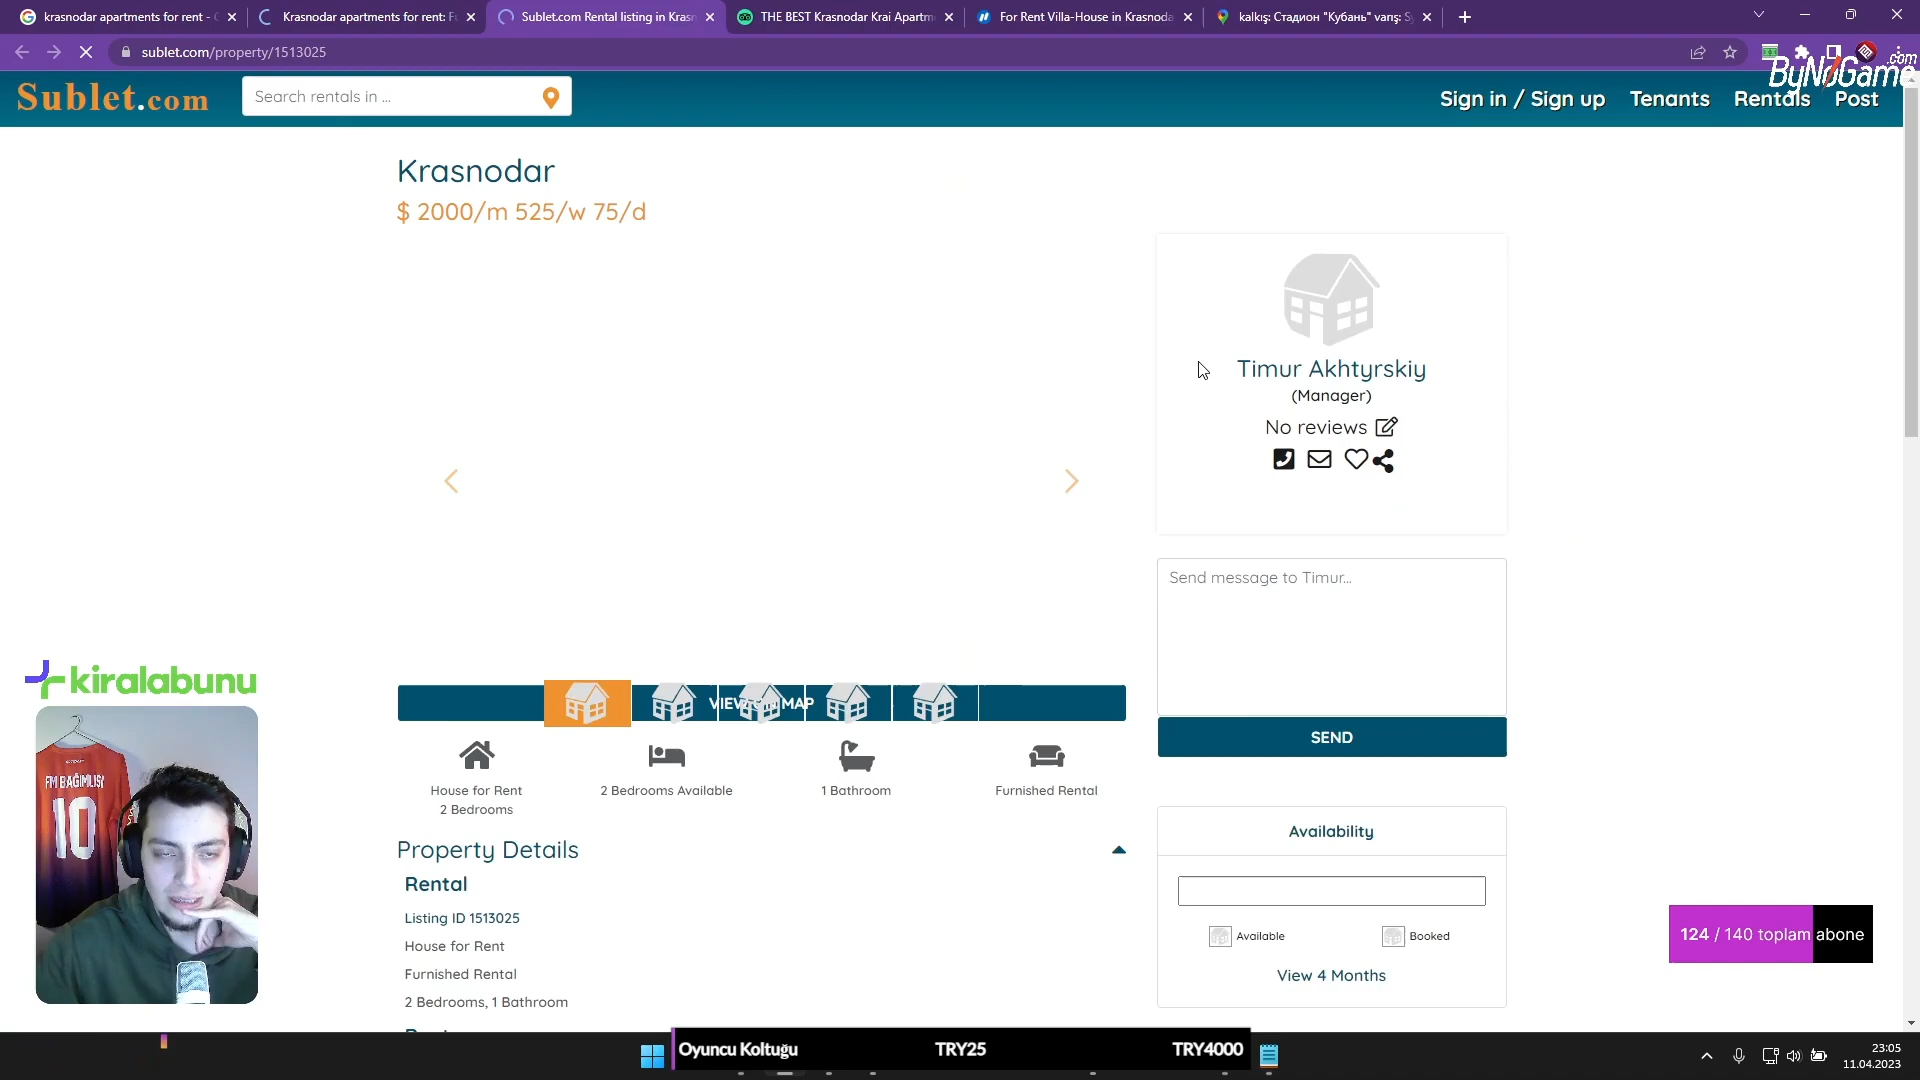 krasnodar apartments for rent -
Krasnodar apartments for rent: F
Sublet.com Rental listing in Krasn
THE BEST Krasnodar Krai Apartm
For Rent Villa-House in Krasnoda
kalkış: Стадион "Кубань" varış: S
sublet.com/property/1513025
ByNoGame
.com
Sublet.com
Search rentals in ...
Sign in / Sign up
Tenants
Rentals
Post
Krasnodar
$ 2000/m 525/w 75/d
Timur Akhtyrskiy
(Manager)
No reviews
Send message to Timur...
SEND
VIEW ON MAP
House for Rent
2 Bedrooms
2 Bedrooms Available
1 Bathroom
Furnished Rental
Property Details
Rental
Listing ID 1513025
House for Rent
Furnished Rental
2 Bedrooms, 1 Bathroom
Availability
Available
Booked
View 4 Months
kiralabunu
FM BAĞIMLISI
10
124 / 140 toplam abone
Oyuncu Koltuğu
TRY25
TRY4000
23:05
11.04.2023